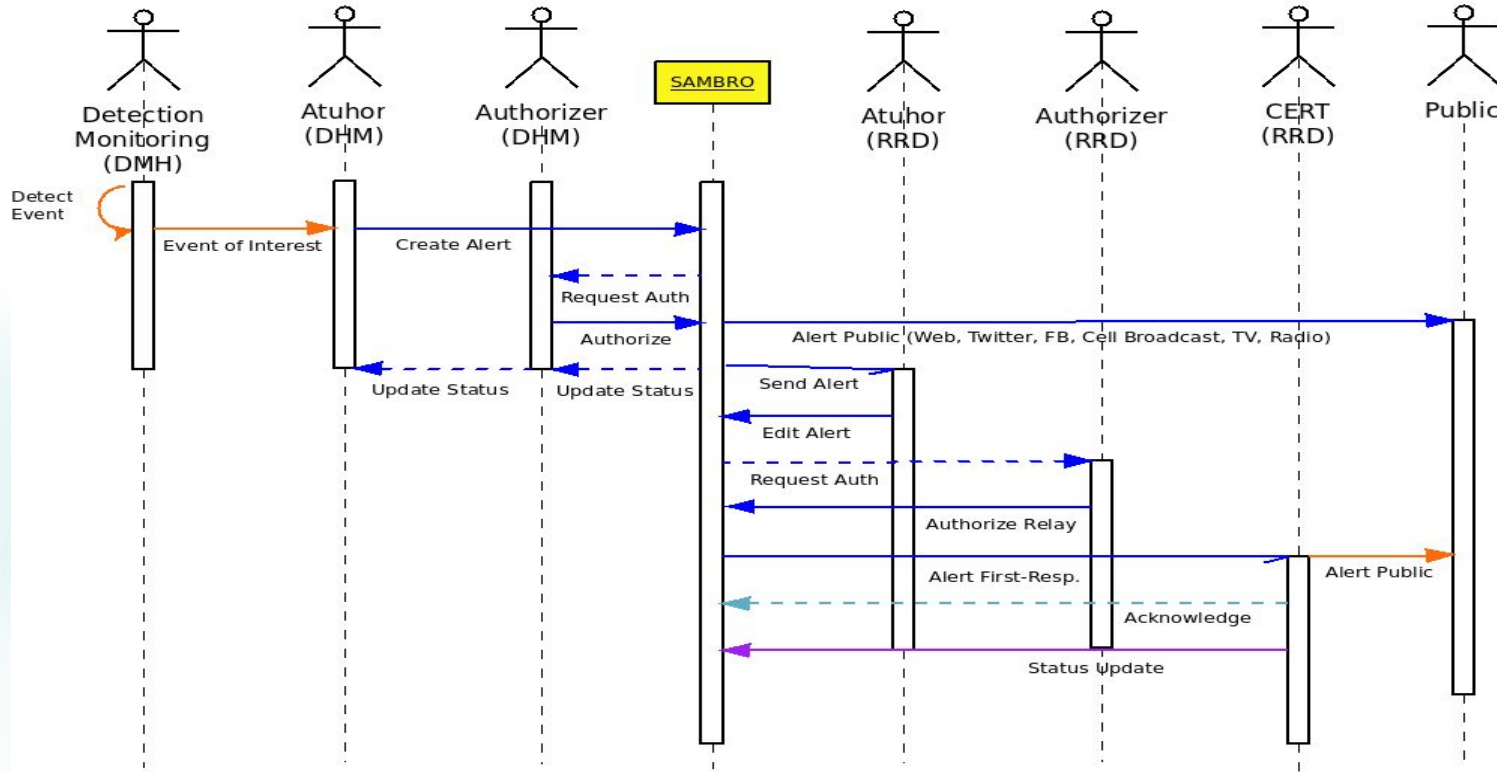 Detection
Monitoring
(DMH)
Atuhor
(DHM)
Authorizer
(DHM)
SAMBRO
Atuhor
(RRD)
Authorizer
(RRD)
CERT
(RRD)
Public
Detect
Event
Event of Interest
Create Alert
Request Auth
Authorize
Alert Public (Web, Twitter, FB, Cell Broadcast, TV, Radio)
Update Status
Update Status
Send Alert
Edit Alert
Request Auth
Authorize Relay
Alert First-Resp.
Alert Public
Acknowledge
Status Update